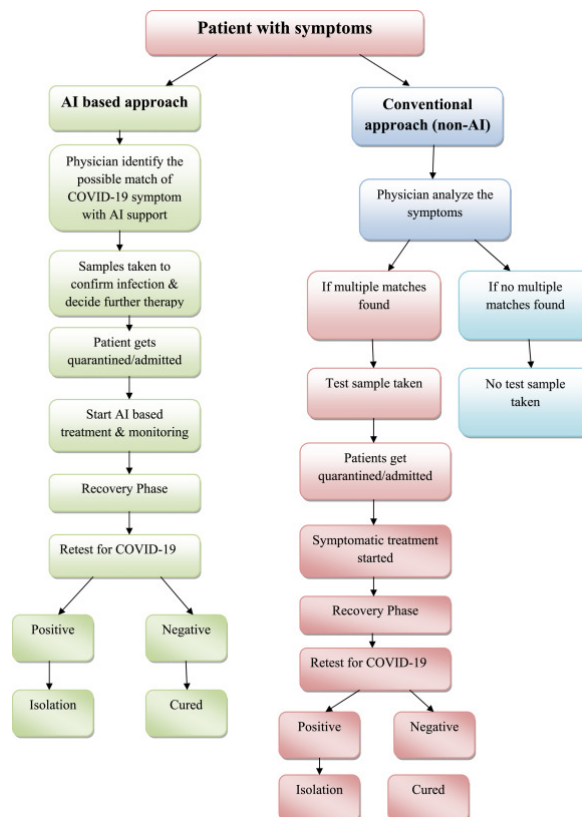 Patient with symptoms
AI based approach
Physician identify the
possible match of
COVID-19 symptom
with AI support
Samples taken to
confirm infection &
decide further therapy
Patient gets
quarantined/admitted
Start AI based
treatment & monitoring
Recovery Phase
Retest for COVID-19
Positive
Negative
Isolation
Cured
Conventional
approach (non-AI)
Physician analyze the
symptoms
If multiple matches
found
If no multiple
matches found
Test sample taken
No test sample
taken
Patients get
quarantined/admitted
Symptomatic treatment
started
Recovery Phase
Retest for COVID-19
Positive
Negative
Isolation
Cured